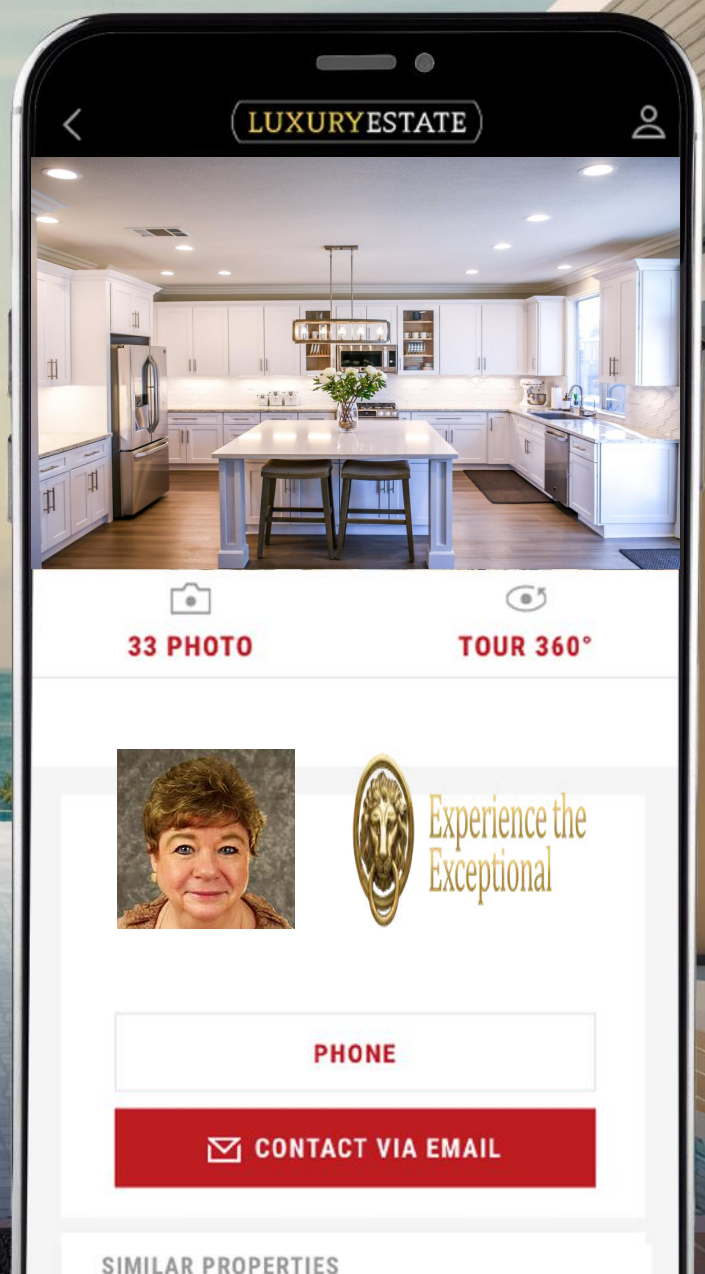 LUXURYESTATE
33 PHOTO
TOUR 360°
Experience the
Exceptional
PHONE
CONTACT VIA EMAIL
SIMILAR PROPERTIES